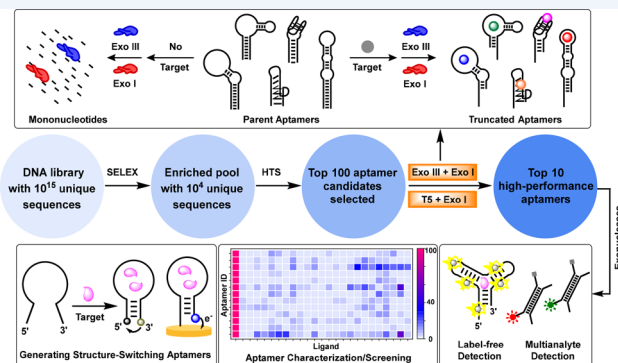 Exo III
Exo I
No
Target
Mononucleotides
Parent Aptamers
Target
Exo III
Exo I
Truncated Aptamers
DNA library
with 10¹⁵ unique
sequences
SELEX
Enriched pool
with 10⁴ unique
sequences
HTS
Top 100 aptamer
candidates
selected
Exo III + Exo I
T5 + Exo I
Top 10
high-performance
aptamers
5'
3'
Target
5'
3'
e⁻
Generating Structure-Switching Aptamers
Aptamer ID
Ligand
100
40
0
Aptamer Characterization/Screening
Label-free
Detection
Multianalyte
Detection